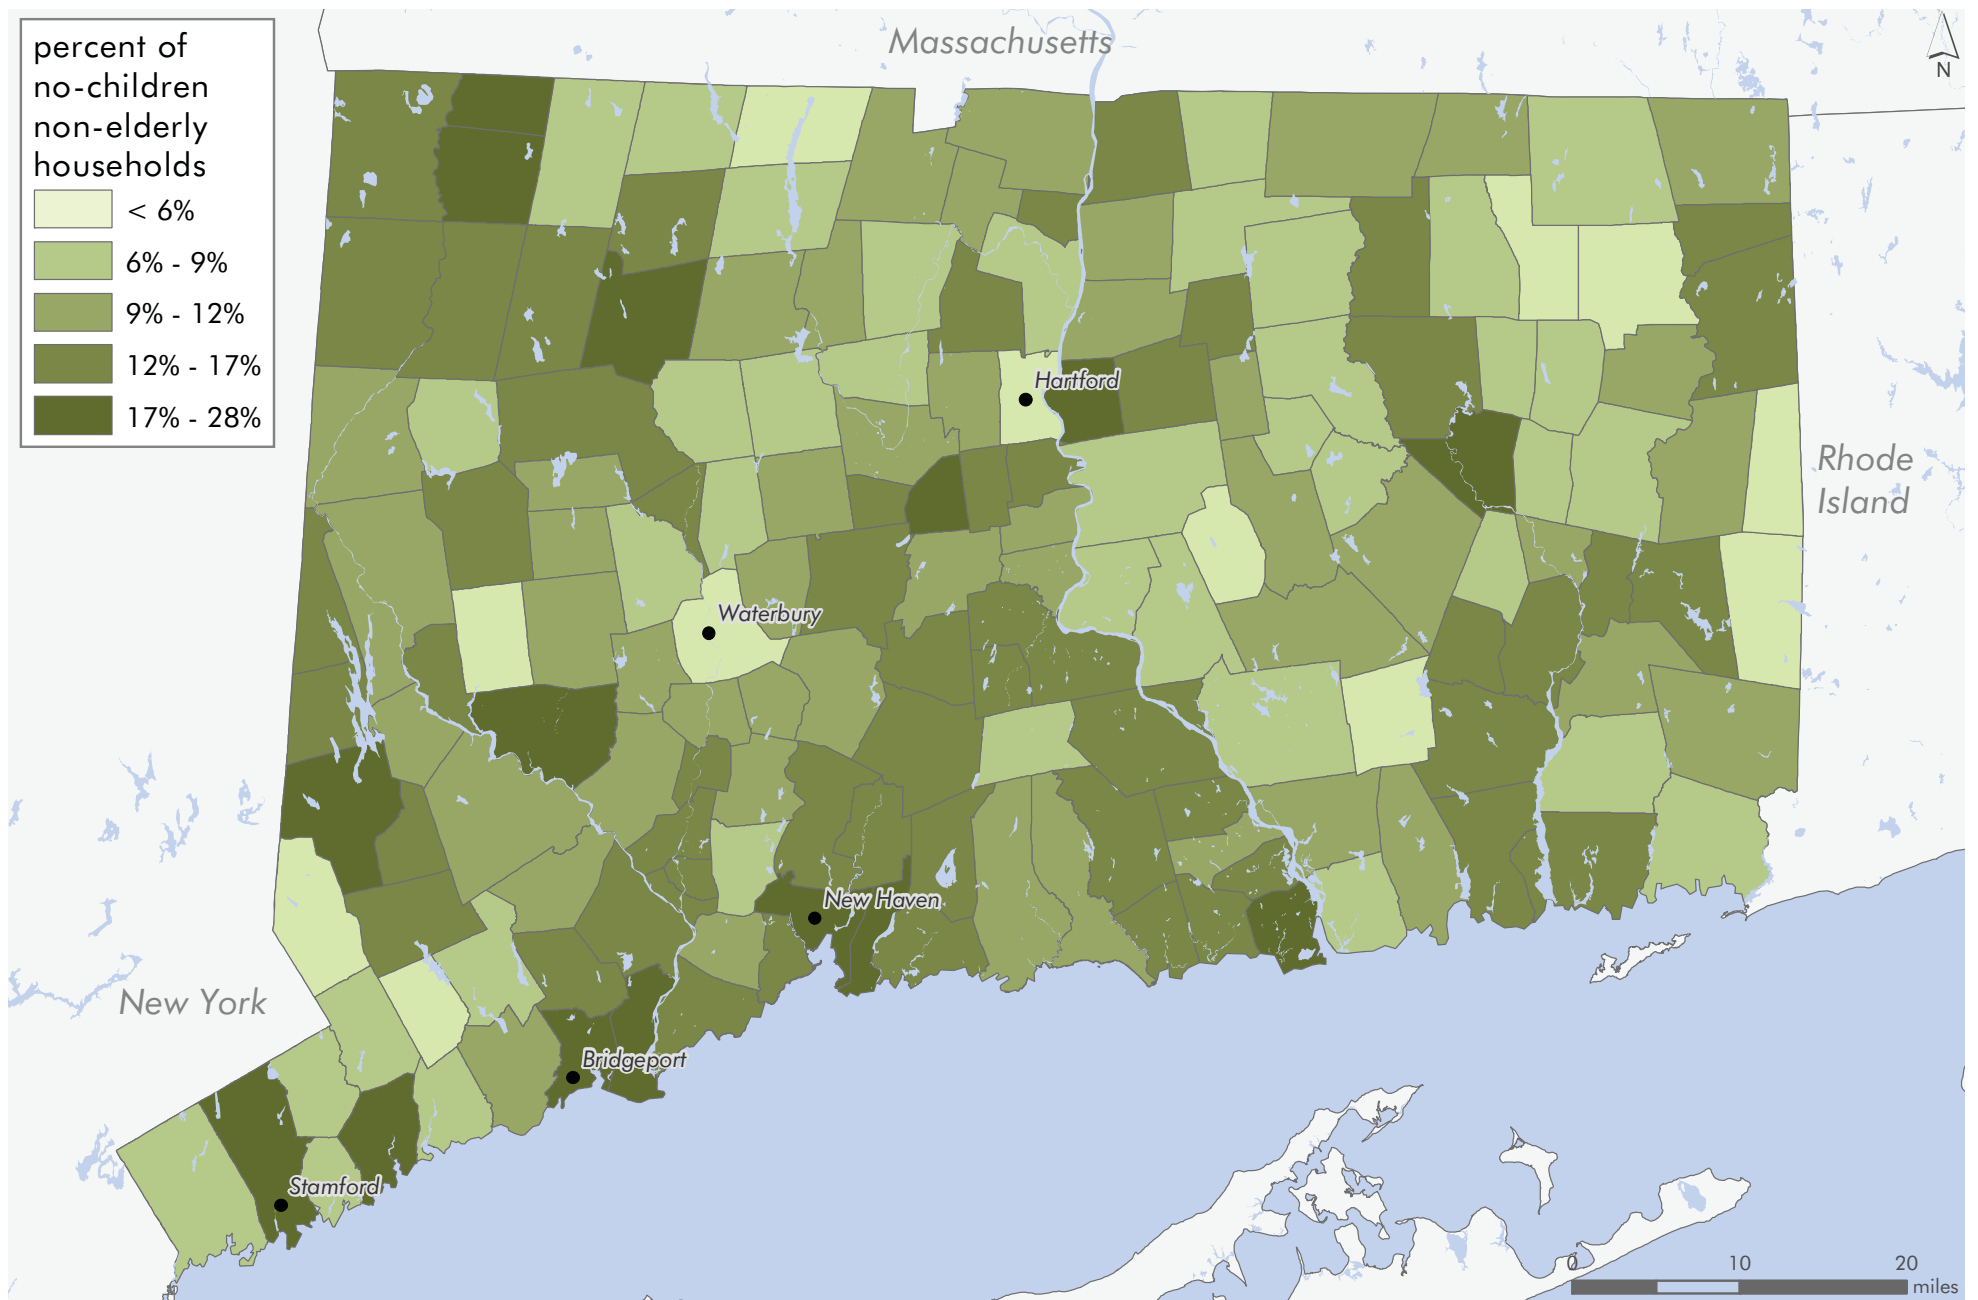 percent of
no-children
non-elderly
households
< 6%
6% - 9%
9% - 12%
12% - 17%
17% - 28%
Massachusetts
N
Hartford
Rhode
Island
Waterbury
New Haven
New York
Bridgeport
Stamford
0 10 20
miles